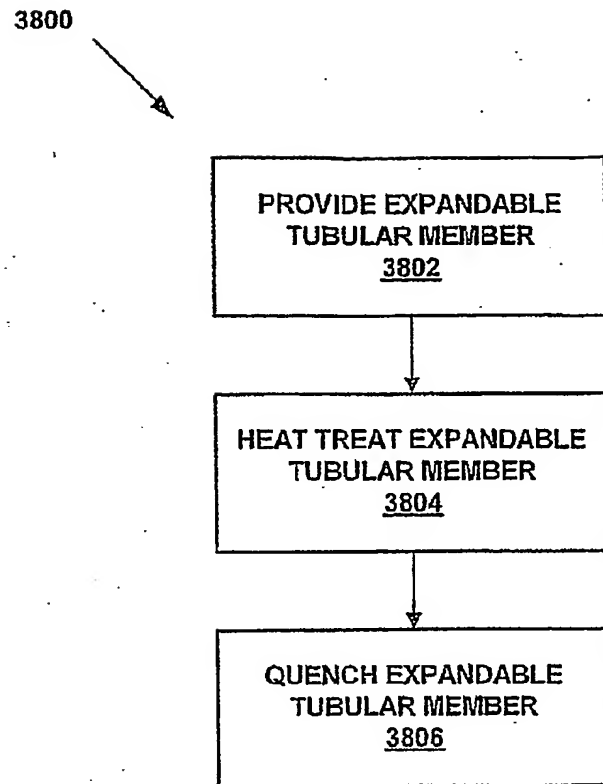 3800
PROVIDE EXPANDABLE
TUBULAR MEMBER
3802
HEAT TREAT EXPANDABLE
TUBULAR MEMBER
3804
QUENCH EXPANDABLE
TUBULAR MEMBER
3806